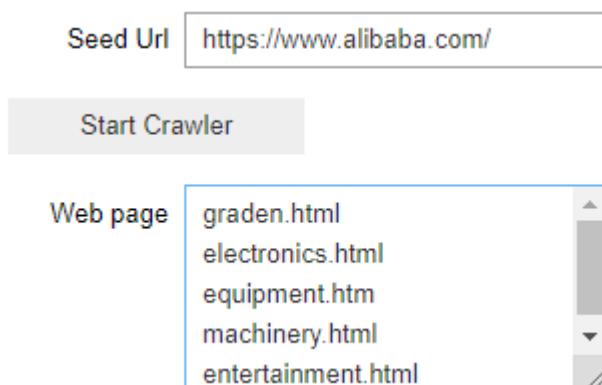 Seed Url https://www.alibaba.com/
Start Crawler
Web page graden.html
electronics.html
equipment.htm
machinery.html
entertainment.html